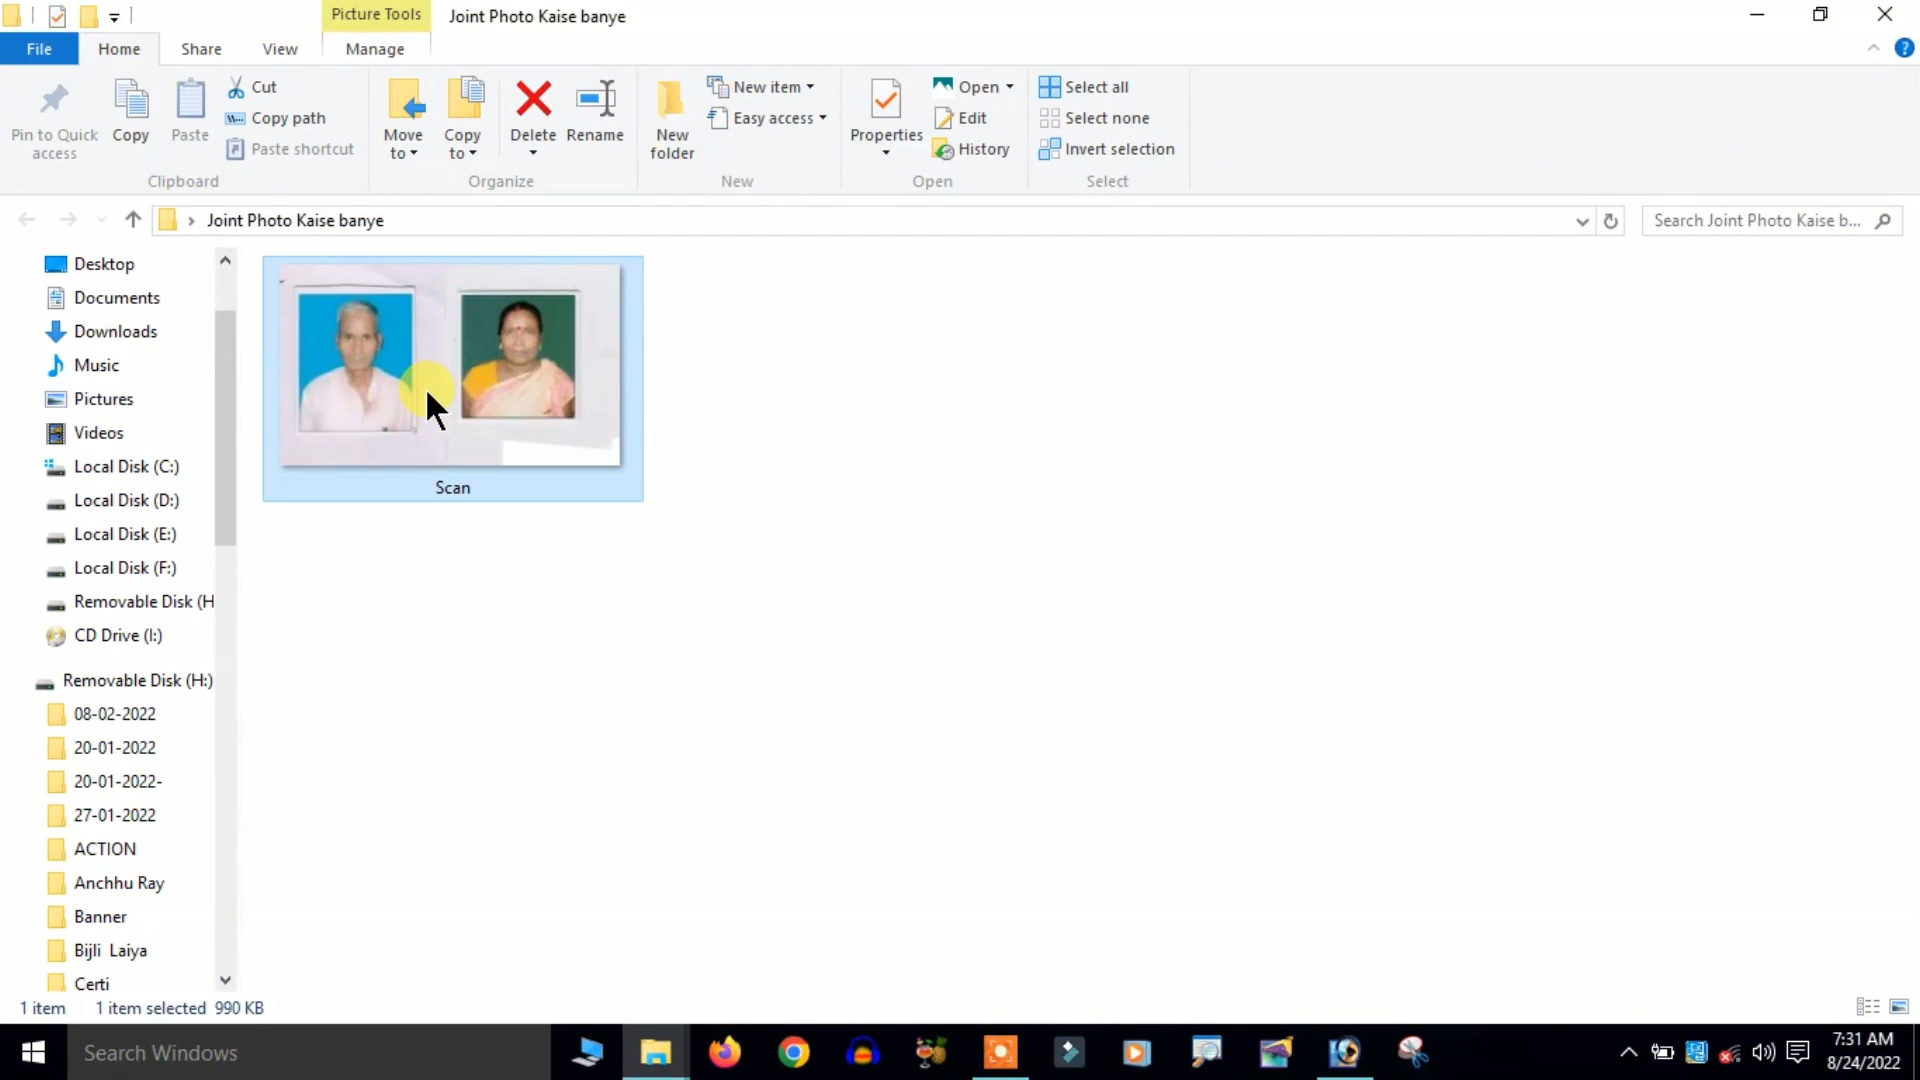 Picture Tools
Joint Photo Kaise banye
File
Home
Share
View
Manage
Pin to Quick access
Copy
Paste
Cut
Copy path
Paste shortcut
Clipboard
Move to
Copy to
Delete
Rename
Organize
New folder
New item
Easy access
New
Properties
Open
Edit
History
Open
Select all
Select none
Invert selection
Select
Joint Photo Kaise banye
Search Joint Photo Kaise b...
Desktop
Documents
Downloads
Music
Pictures
Videos
Local Disk (C:)
Local Disk (D:)
Local Disk (E:)
Local Disk (F:)
Removable Disk (H
CD Drive (I:)
Removable Disk (H:)
08-02-2022
20-01-2022
20-01-2022-
27-01-2022
ACTION
Anchhu Ray
Banner
Bijli Laiya
Certi
Scan
1 item
1 item selected 990 KB
Search Windows
7:31 AM
8/24/2022